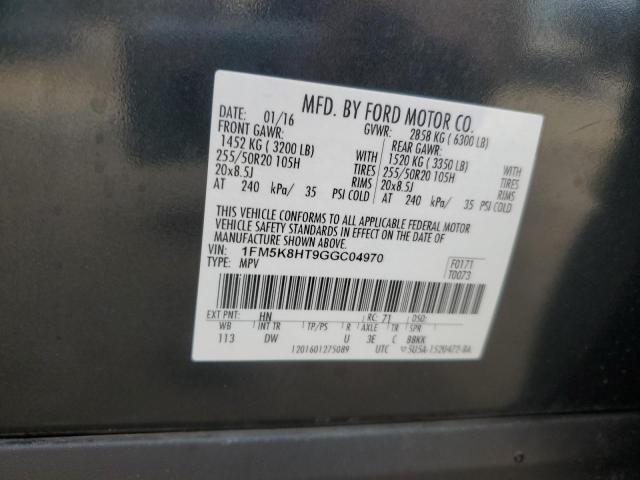 MFD. BY FORD MOTOR CO.
DATE: 01/16 GVWR: 2858 KG ( 6300 LB)
FRONT GAWR: REAR GAWR:
1452 KG ( 3200 LB) WITH 1520 KG ( 3350 LB) WITH
255/50R20 105H TIRES 255/50R20 105H TIRES
20x8.5J RIMS 20x8.5J RIMS
AT 240 kPa/ 35 PSI COLD AT 240 kPa/ 35 PSI COLD
THIS VEHICLE CONFORMS TO ALL APPLICABLE FEDERAL MOTOR
VEHICLE SAFETY STANDARDS IN EFFECT ON THE DATE OF
MANUFACTURE SHOWN ABOVE.
VIN: 1FM5K8HT9GGC04970 F0171
TYPE: MPV T0073
EXT PNT: HN RC: 71 DSO:
WB INT TR TP/PS R AXLE TR SPR
113 DW U 3E C BBKK
1201601275089 UTC